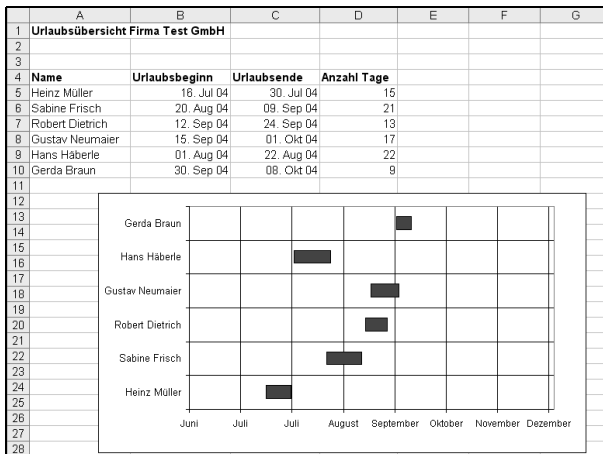 A B C D E F G
1 Urlaubsübersicht Firma Test GmbH
2
3
4 Name Urlaubsbeginn Urlaubsende Anzahl Tage
5 Heinz Müller 16. Jul 04 30. Jul 04 15
6 Sabine Frisch 20. Aug 04 09. Sep 04 21
7 Robert Dietrich 12. Sep 04 24. Sep 04 13
8 Gustav Neumaier 15. Sep 04 01. Okt 04 17
9 Hans Häberle 01. Aug 04 22. Aug 04 22
10 Gerda Braun 30. Sep 04 08. Okt 04 9
11
12
13
Gerda Braun
14
15
Hans Häberle
16
17
Gustav Neumaier
18
19
Robert Dietrich
20
21
22
Sabine Frisch
23
24
Heinz Müller
25
26
Juni Juli Juli August September Oktober November Dezember
27
28